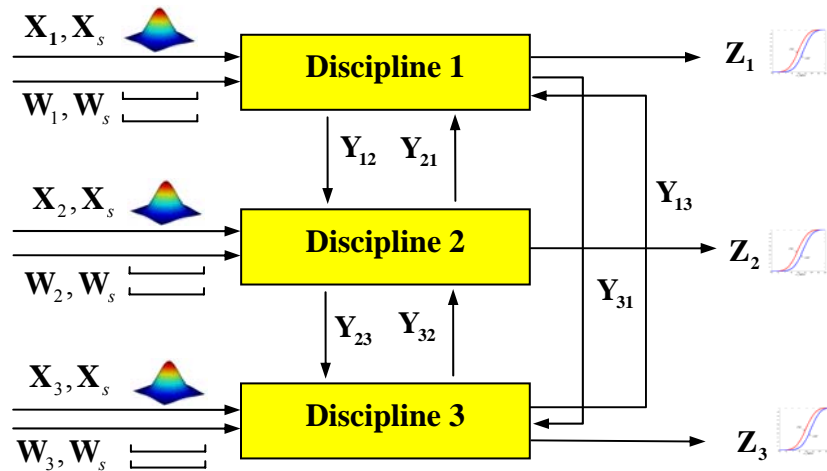 X₁, Xₛ
Discipline 1
Z₁
W₁, Wₛ
Y₁₂
Y₂₁
Y₁₃
X₂, Xₛ
Discipline 2
Z₂
W₂, Wₛ
Y₃₁
Y₂₃
Y₃₂
X₃, Xₛ
Discipline 3
W₃, Wₛ
Z₃